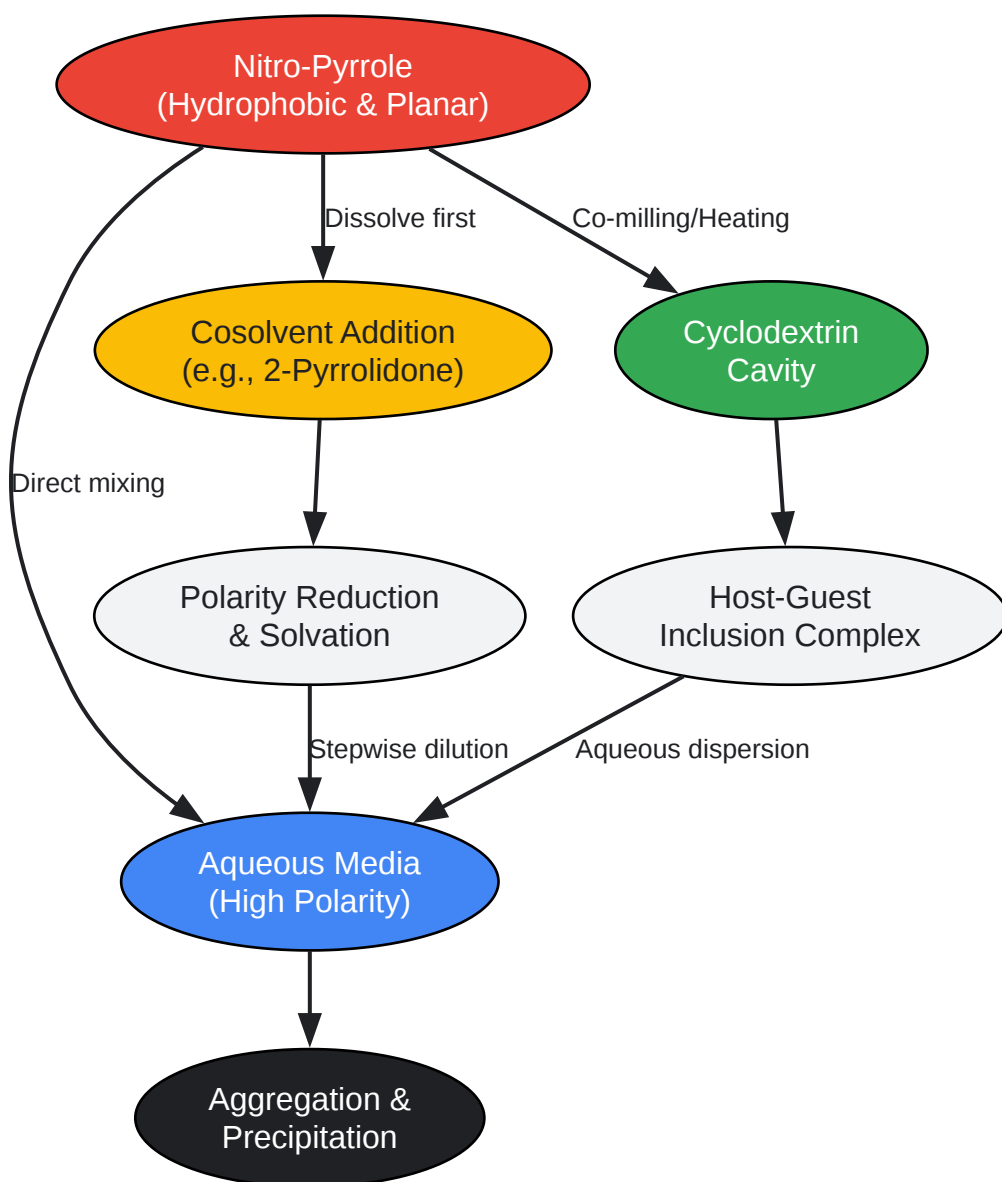 Nitro-Pyrrole
(Hydrophobic & Planar)
Dissolve first
Co-milling/Heating
Cosolvent Addition
(e.g., 2-Pyrrolidone)
Cyclodextrin
Cavity
Direct mixing
Polarity Reduction
& Solvation
Host-Guest
Inclusion Complex
Stepwise dilution
Aqueous dispersion
Aqueous Media
(High Polarity)
Aggregation &
Precipitation